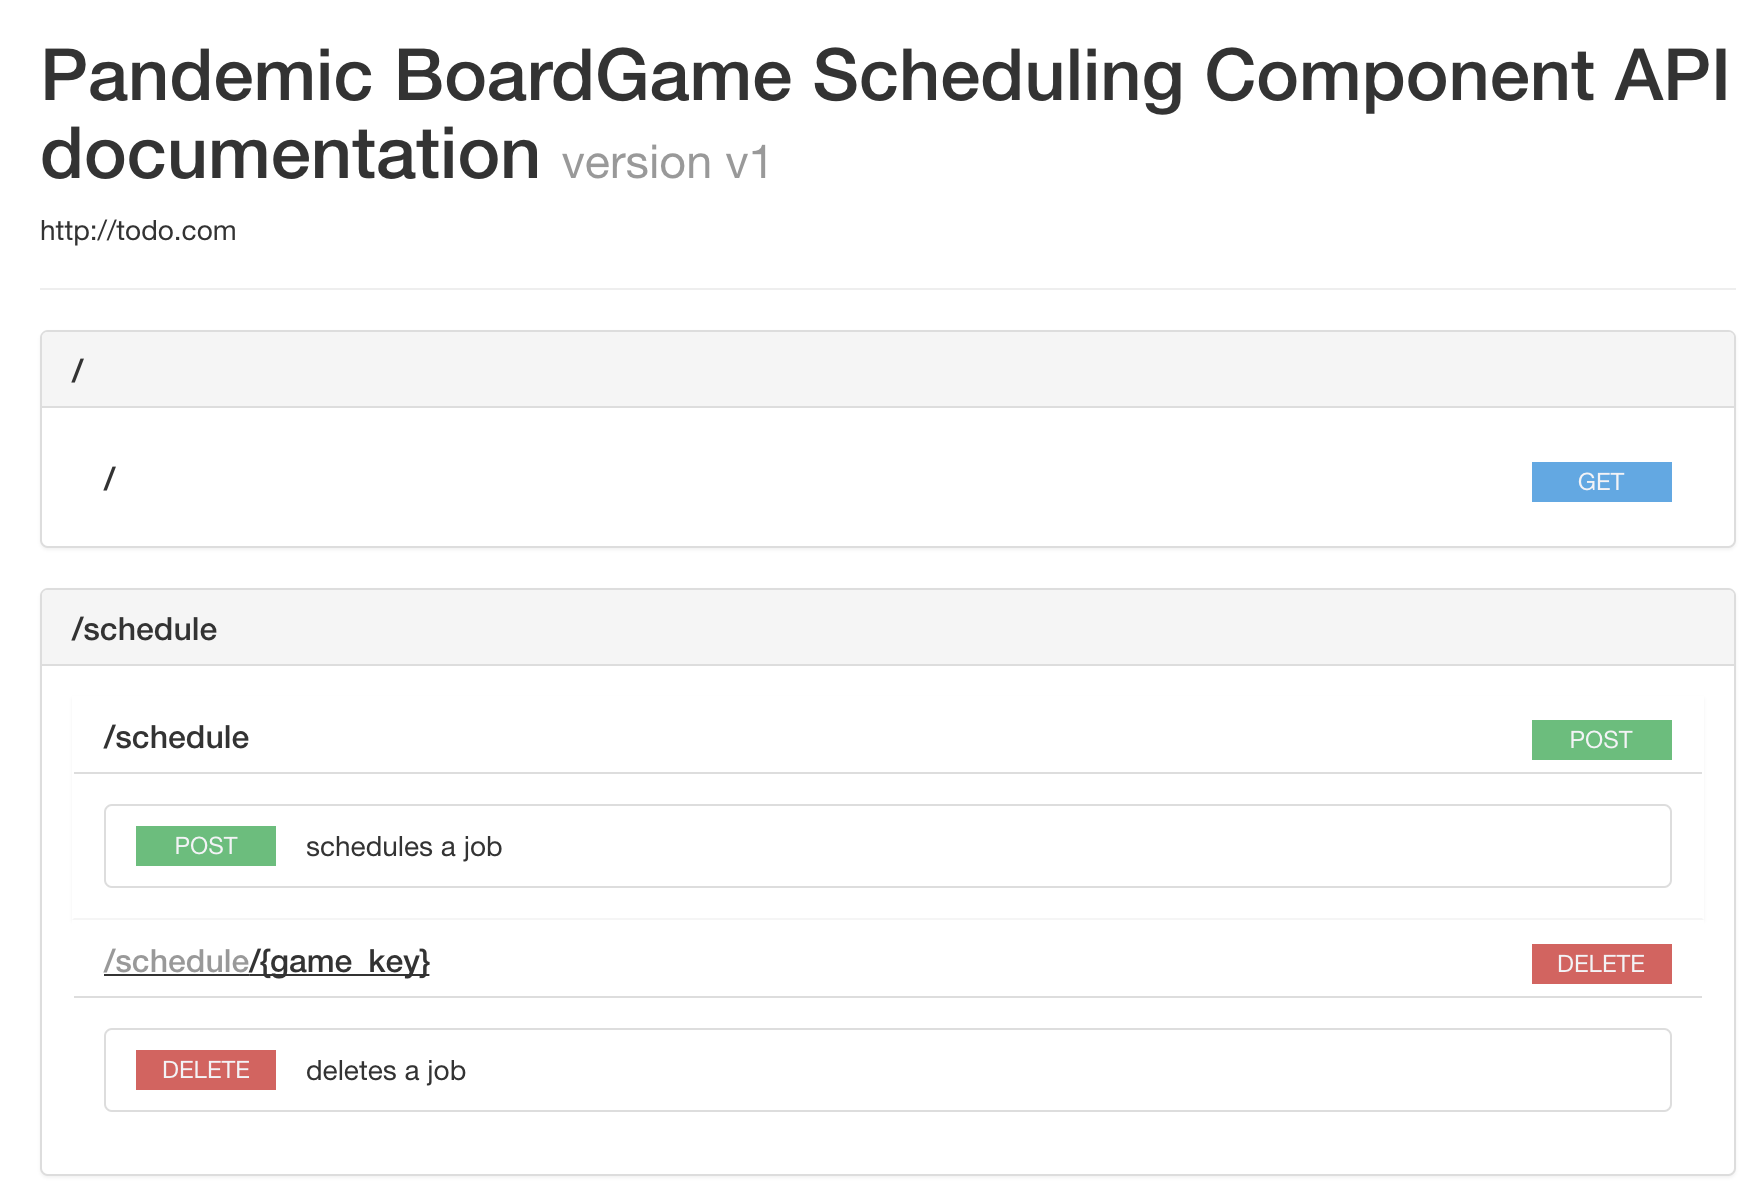 Pandemic BoardGame Scheduling Component API
documentation version v1
http://todo.com
/
/ GET
/schedule
/schedule POST
POST schedules a job
/schedule/{game_key} DELETE
DELETE deletes a job